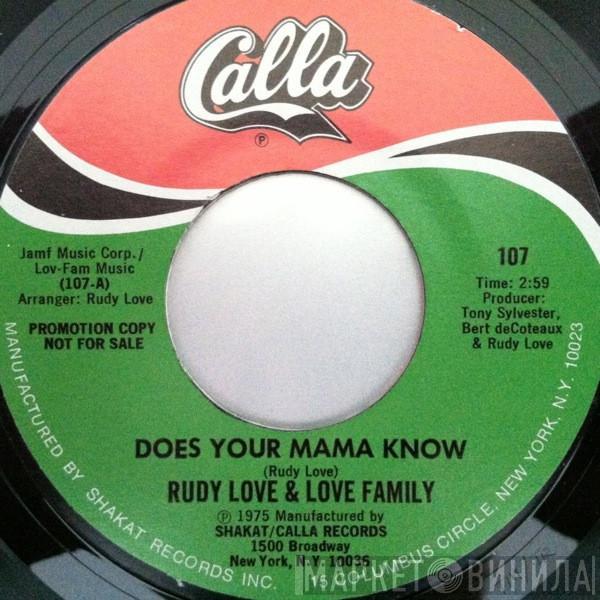 Calla
℗
Jamf Music Corp./
Lov-Fam Music
(107-A)
Arranger: Rudy Love
PROMOTION COPY
NOT FOR SALE
107
Time: 2:59
Producer:
Tony Sylvester,
Bert deCoteaux
& Rudy Love
DOES YOUR MAMA KNOW
(Rudy Love)
RUDY LOVE & LOVE FAMILY
℗ 1975 Manufactured by
SHAKAT/CALLA RECORDS
1500 Broadway
New York, N.Y. 10036
MANUFACTURED BY SHAKAT RECORDS INC. 15 COLUMBUS CIRCLE, NEW YORK, N.Y. 10023
МАРКЕТ ВИНИЛА